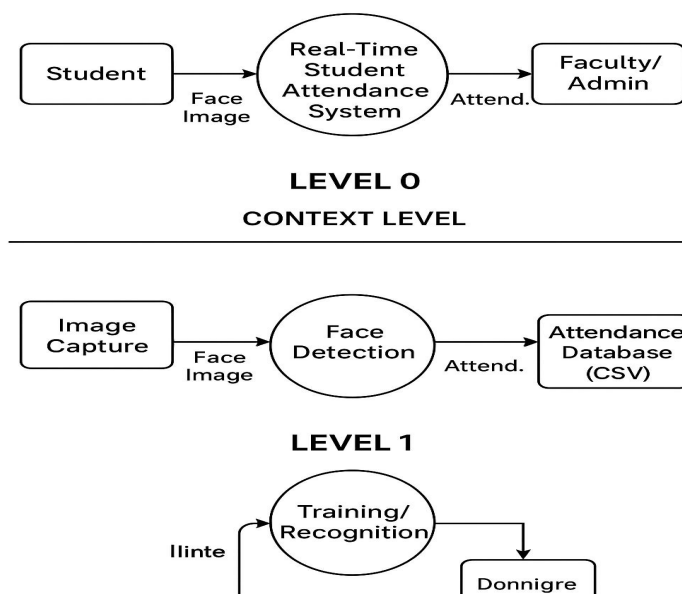 Student
Face
Image
Real-Time
Student
Attendance
System
Attend.
Faculty/
Admin
LEVEL 0
CONTEXT LEVEL
Image
Capture
Face
Image
Face
Detection
Attend.
Attendance
Database
(CSV)
LEVEL 1
Training/
Recognition
llinte
Donnigre